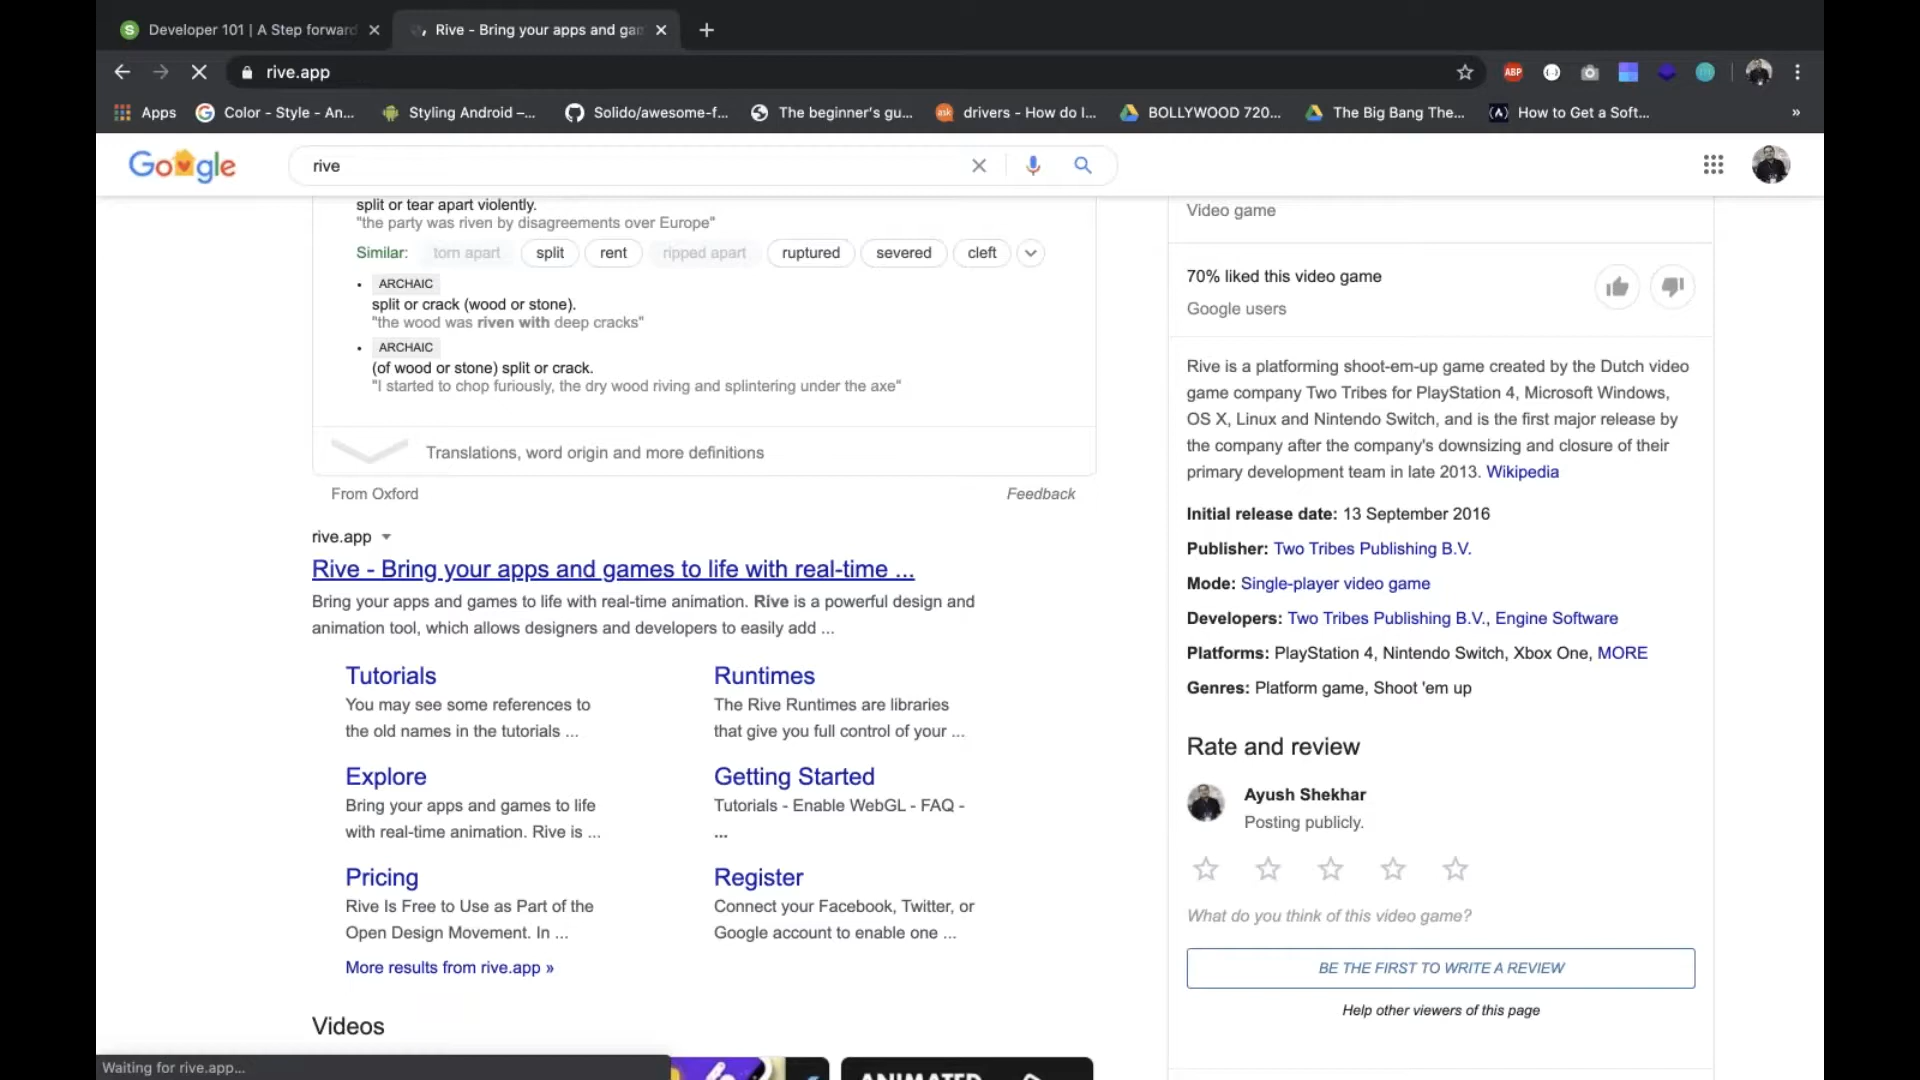 Developer 101 | A Step forward
Rive - Bring your apps and gam
rive.app
ABP
Apps
Color - Style - An...
Styling Android –...
Solido/awesome-f...
The beginner's gu...
ask
drivers - How do I...
BOLLYWOOD 720...
The Big Bang The...
(A)
How to Get a Soft...
»
Google
rive
split or tear apart violently.
"the party was riven by disagreements over Europe"
Similar:
torn apart
split
rent
ripped apart
ruptured
severed
cleft
ARCHAIC
split or crack (wood or stone).
"the wood was riven with deep cracks"
ARCHAIC
(of wood or stone) split or crack.
"I started to chop furiously, the dry wood riving and splintering under the axe"
Translations, word origin and more definitions
From Oxford
Feedback
rive.app
Rive - Bring your apps and games to life with real-time ...
Bring your apps and games to life with real-time animation. Rive is a powerful design and
animation tool, which allows designers and developers to easily add ...
Tutorials
You may see some references to
the old names in the tutorials ...
Runtimes
The Rive Runtimes are libraries
that give you full control of your ...
Explore
Bring your apps and games to life
with real-time animation. Rive is ...
Getting Started
Tutorials - Enable WebGL - FAQ -
...
Pricing
Rive Is Free to Use as Part of the
Open Design Movement. In ...
Register
Connect your Facebook, Twitter, or
Google account to enable one ...
More results from rive.app »
Videos
ANIMATED
Waiting for rive.app...
Video game
70% liked this video game
Google users
Rive is a platforming shoot-em-up game created by the Dutch video
game company Two Tribes for PlayStation 4, Microsoft Windows,
OS X, Linux and Nintendo Switch, and is the first major release by
the company after the company's downsizing and closure of their
primary development team in late 2013. Wikipedia
Initial release date: 13 September 2016
Publisher: Two Tribes Publishing B.V.
Mode: Single-player video game
Developers: Two Tribes Publishing B.V., Engine Software
Platforms: PlayStation 4, Nintendo Switch, Xbox One, MORE
Genres: Platform game, Shoot 'em up
Rate and review
Ayush Shekhar
Posting publicly.
What do you think of this video game?
BE THE FIRST TO WRITE A REVIEW
Help other viewers of this page